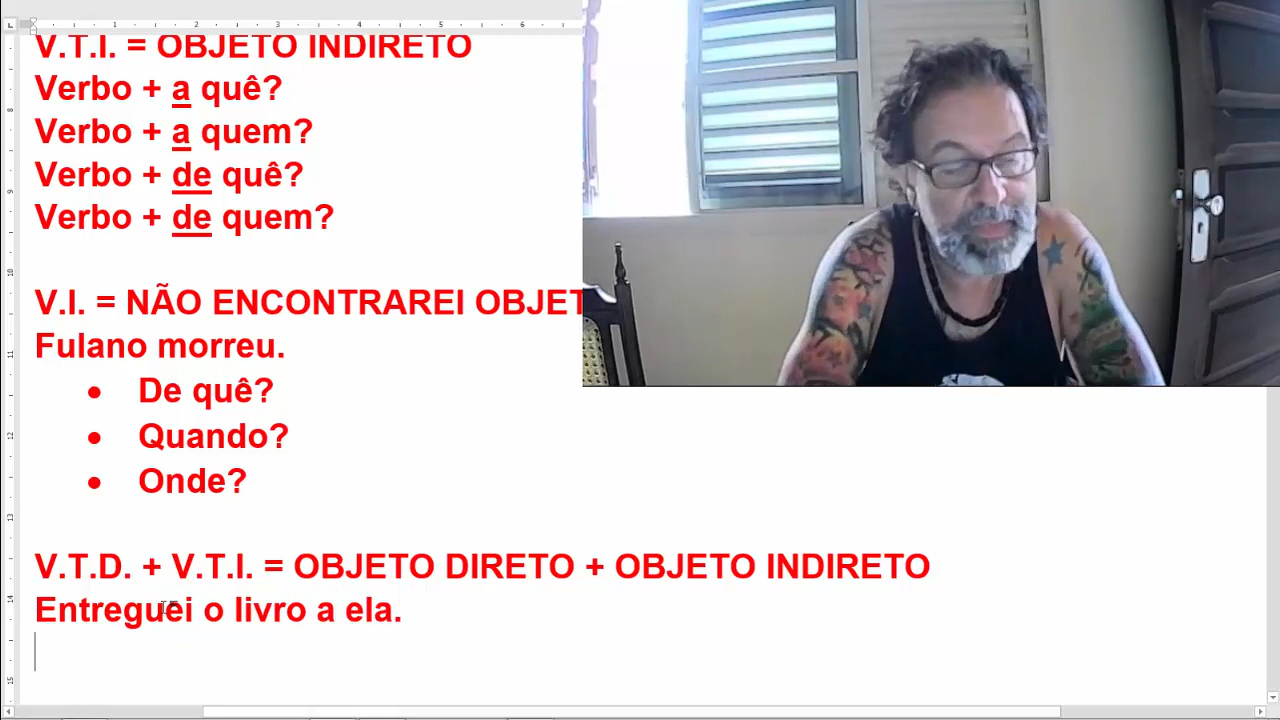 V.T.I. = OBJETO INDIRETO
Verbo + a quê?
Verbo + a quem?
Verbo + de quê?
Verbo + de quem?
V.I. = NÃO ENCONTRAREI OBJET
Fulano morreu.
• De quê?
• Quando?
• Onde?
V.T.D. + V.T.I. = OBJETO DIRETO + OBJETO INDIRETO
Entreguei o livro a ela.